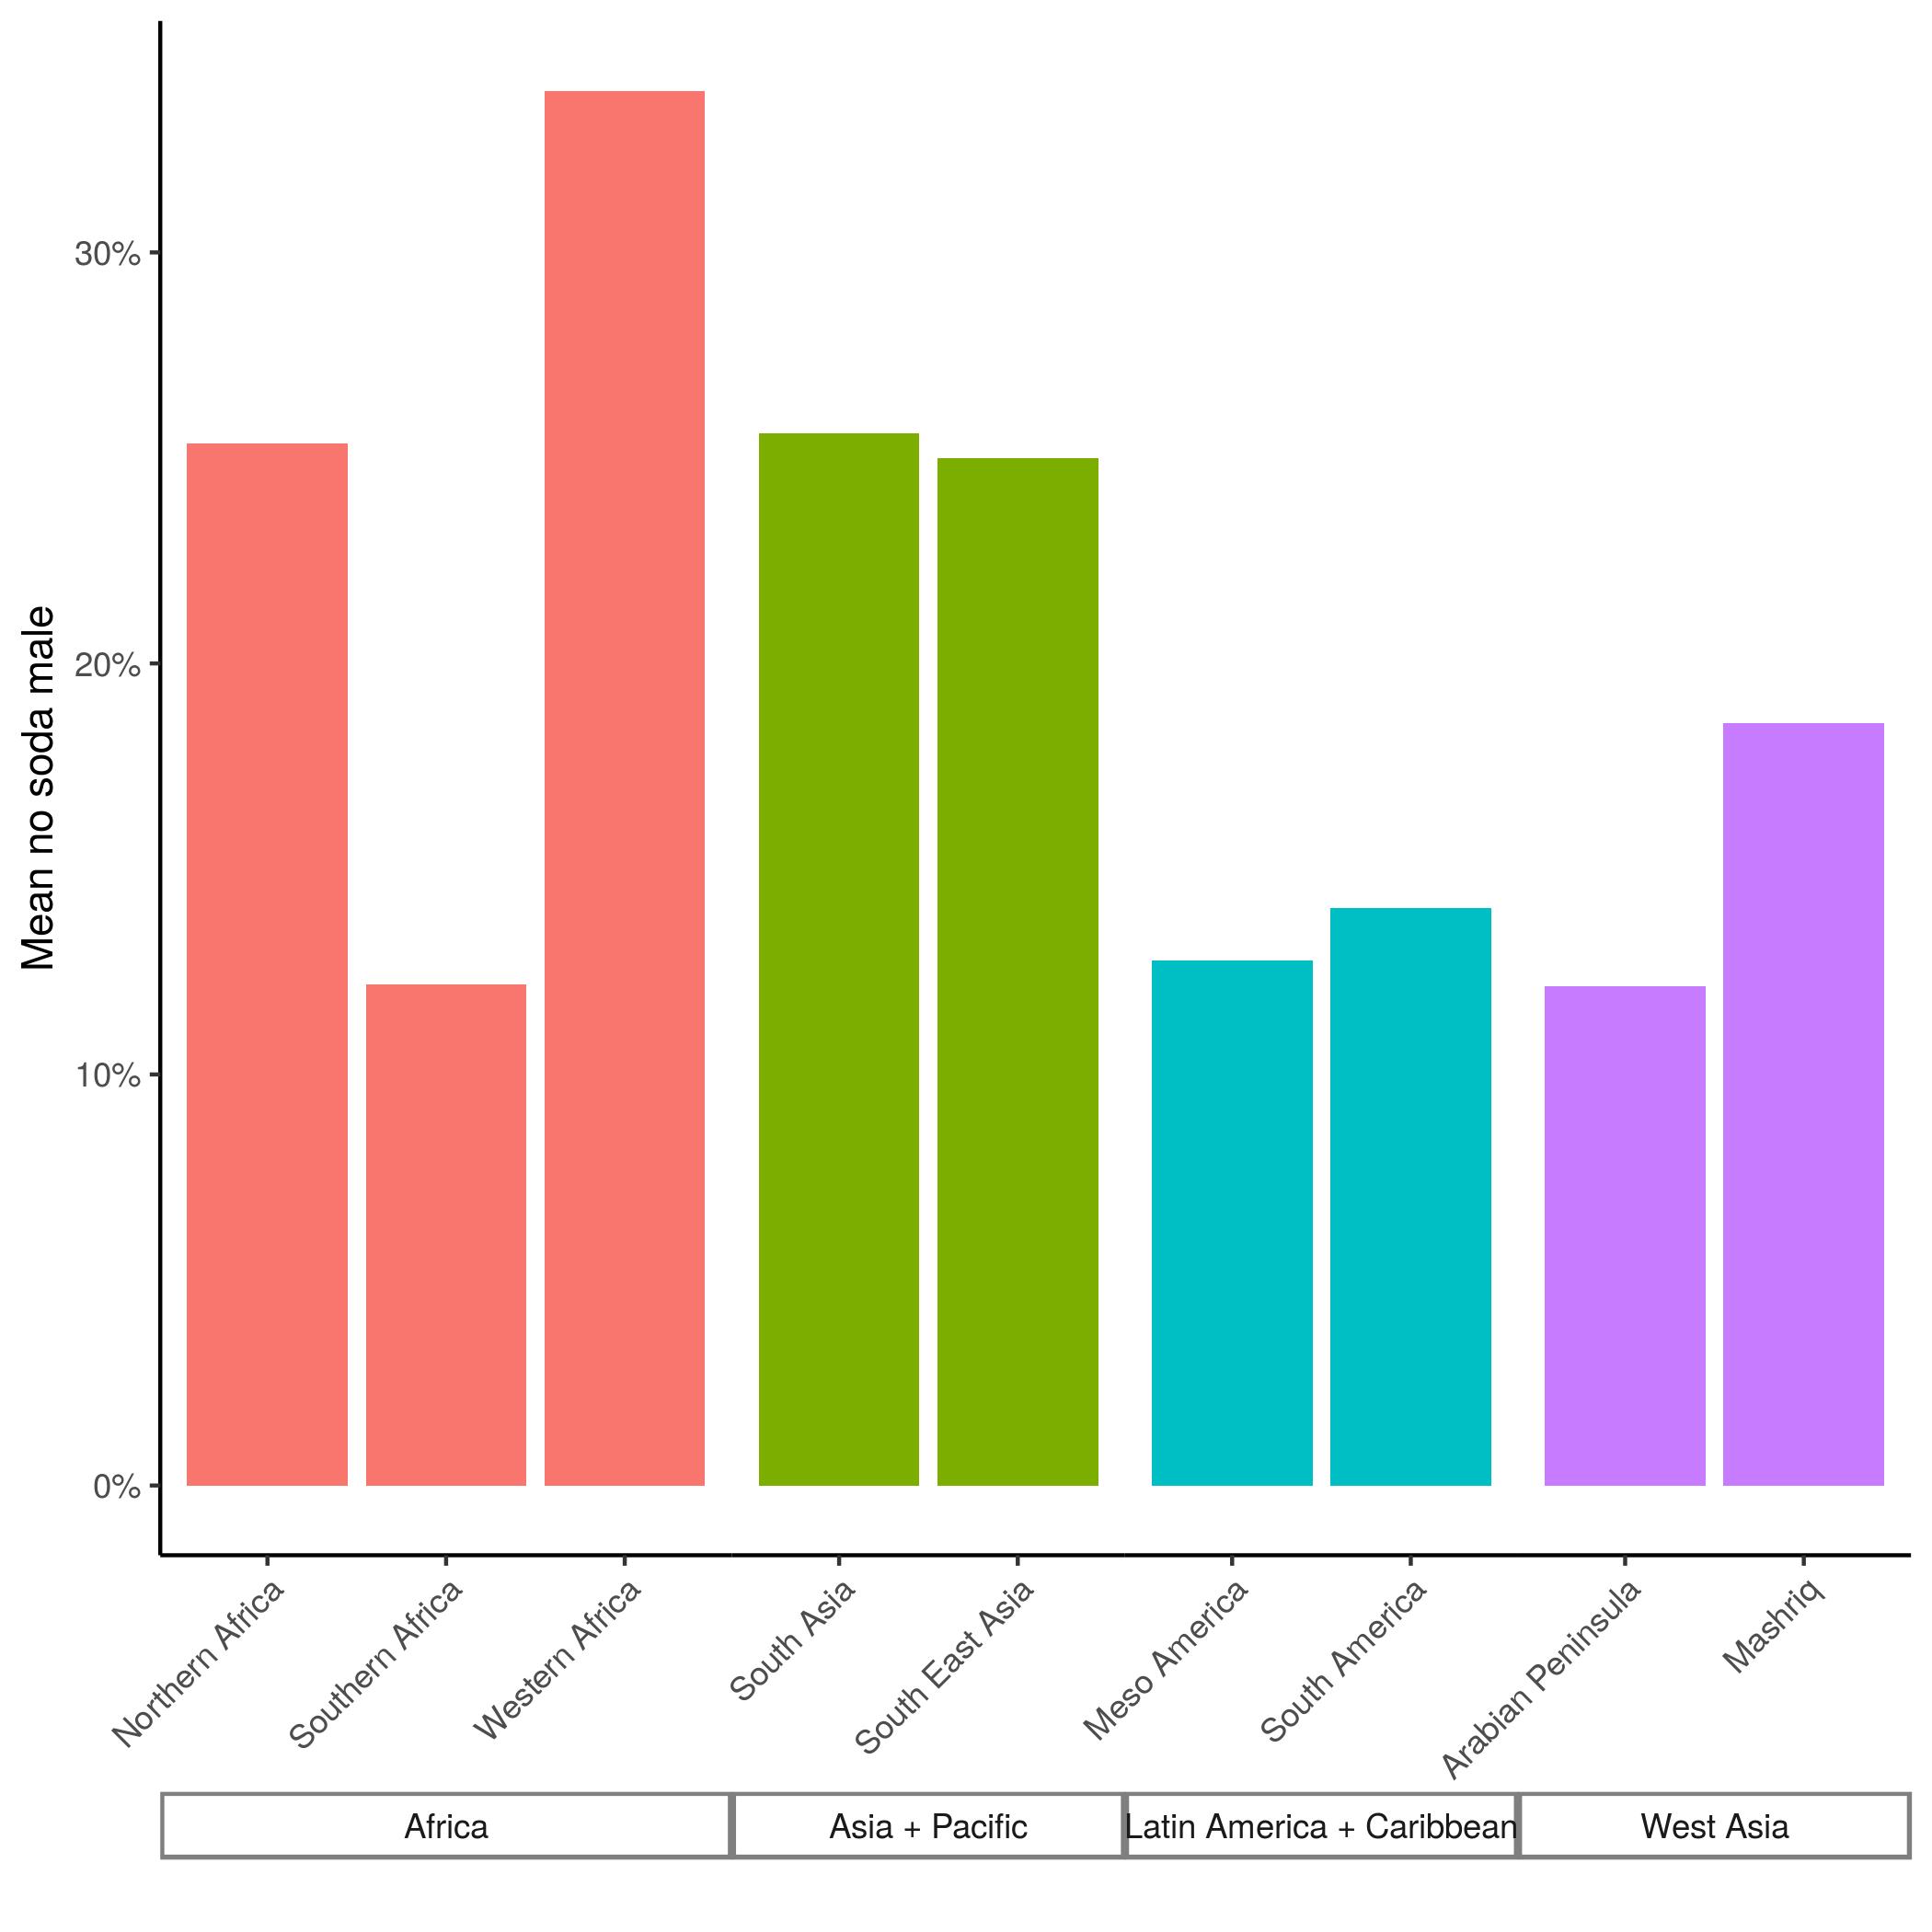 Mean no soda male
30%
20%
10%
0%
Northern Africa
Southern Africa
Western Africa
South Asia
South East Asia
Meso America
South America
Arabian Peninsula
Mashriq
Africa
Asia + Pacific
Latin America + Caribbean
West Asia